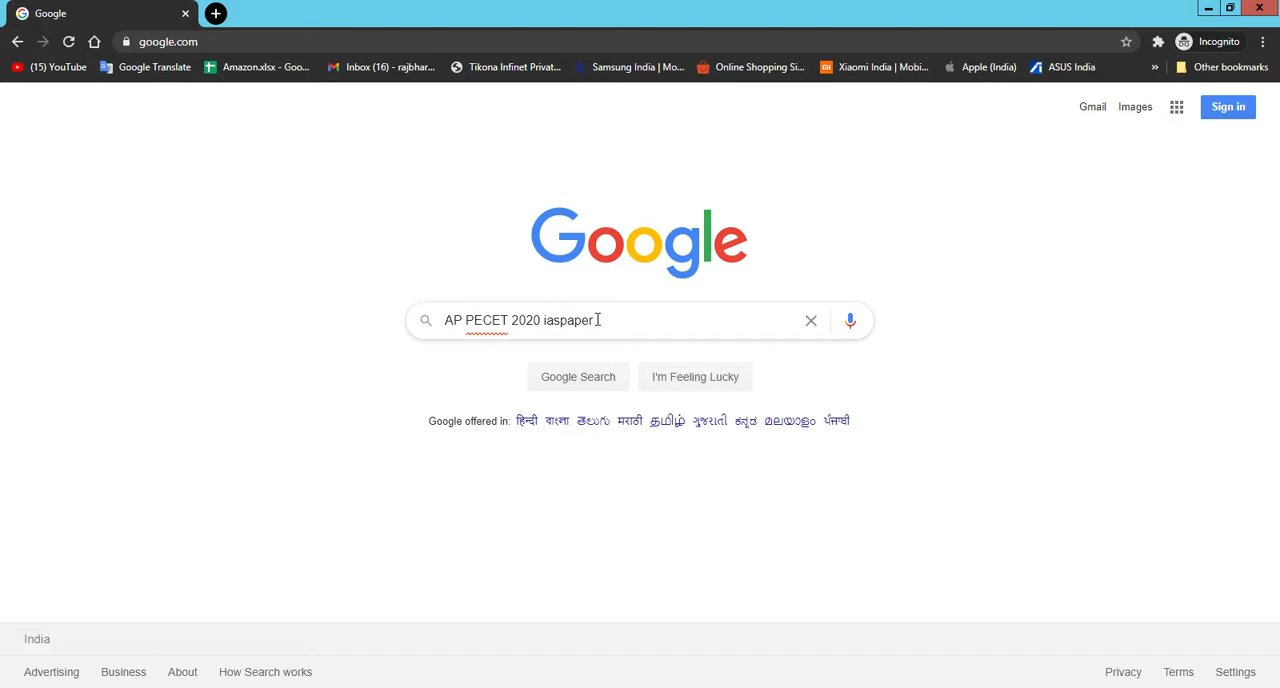 Google
google.com
Incognito
(15) YouTube
Google Translate
Amazon.xlsx - Goo...
Inbox (16) - rajbhar...
Tikona Infinet Privat...
Samsung India | Mo...
Online Shopping Si...
Xiaomi India | Mobi...
Apple (India)
ASUS India
»
Other bookmarks
Gmail
Images
Sign in
Google
AP PECET 2020 iaspaper
Google Search
I'm Feeling Lucky
Google offered in: हिन्दी বাংলা తెలుగు मराठी தமிழ் ગુજરાતી ಕನ್ನಡ മലയാളം ਪੰਜਾਬੀ
India
Advertising
Business
About
How Search works
Privacy
Terms
Settings